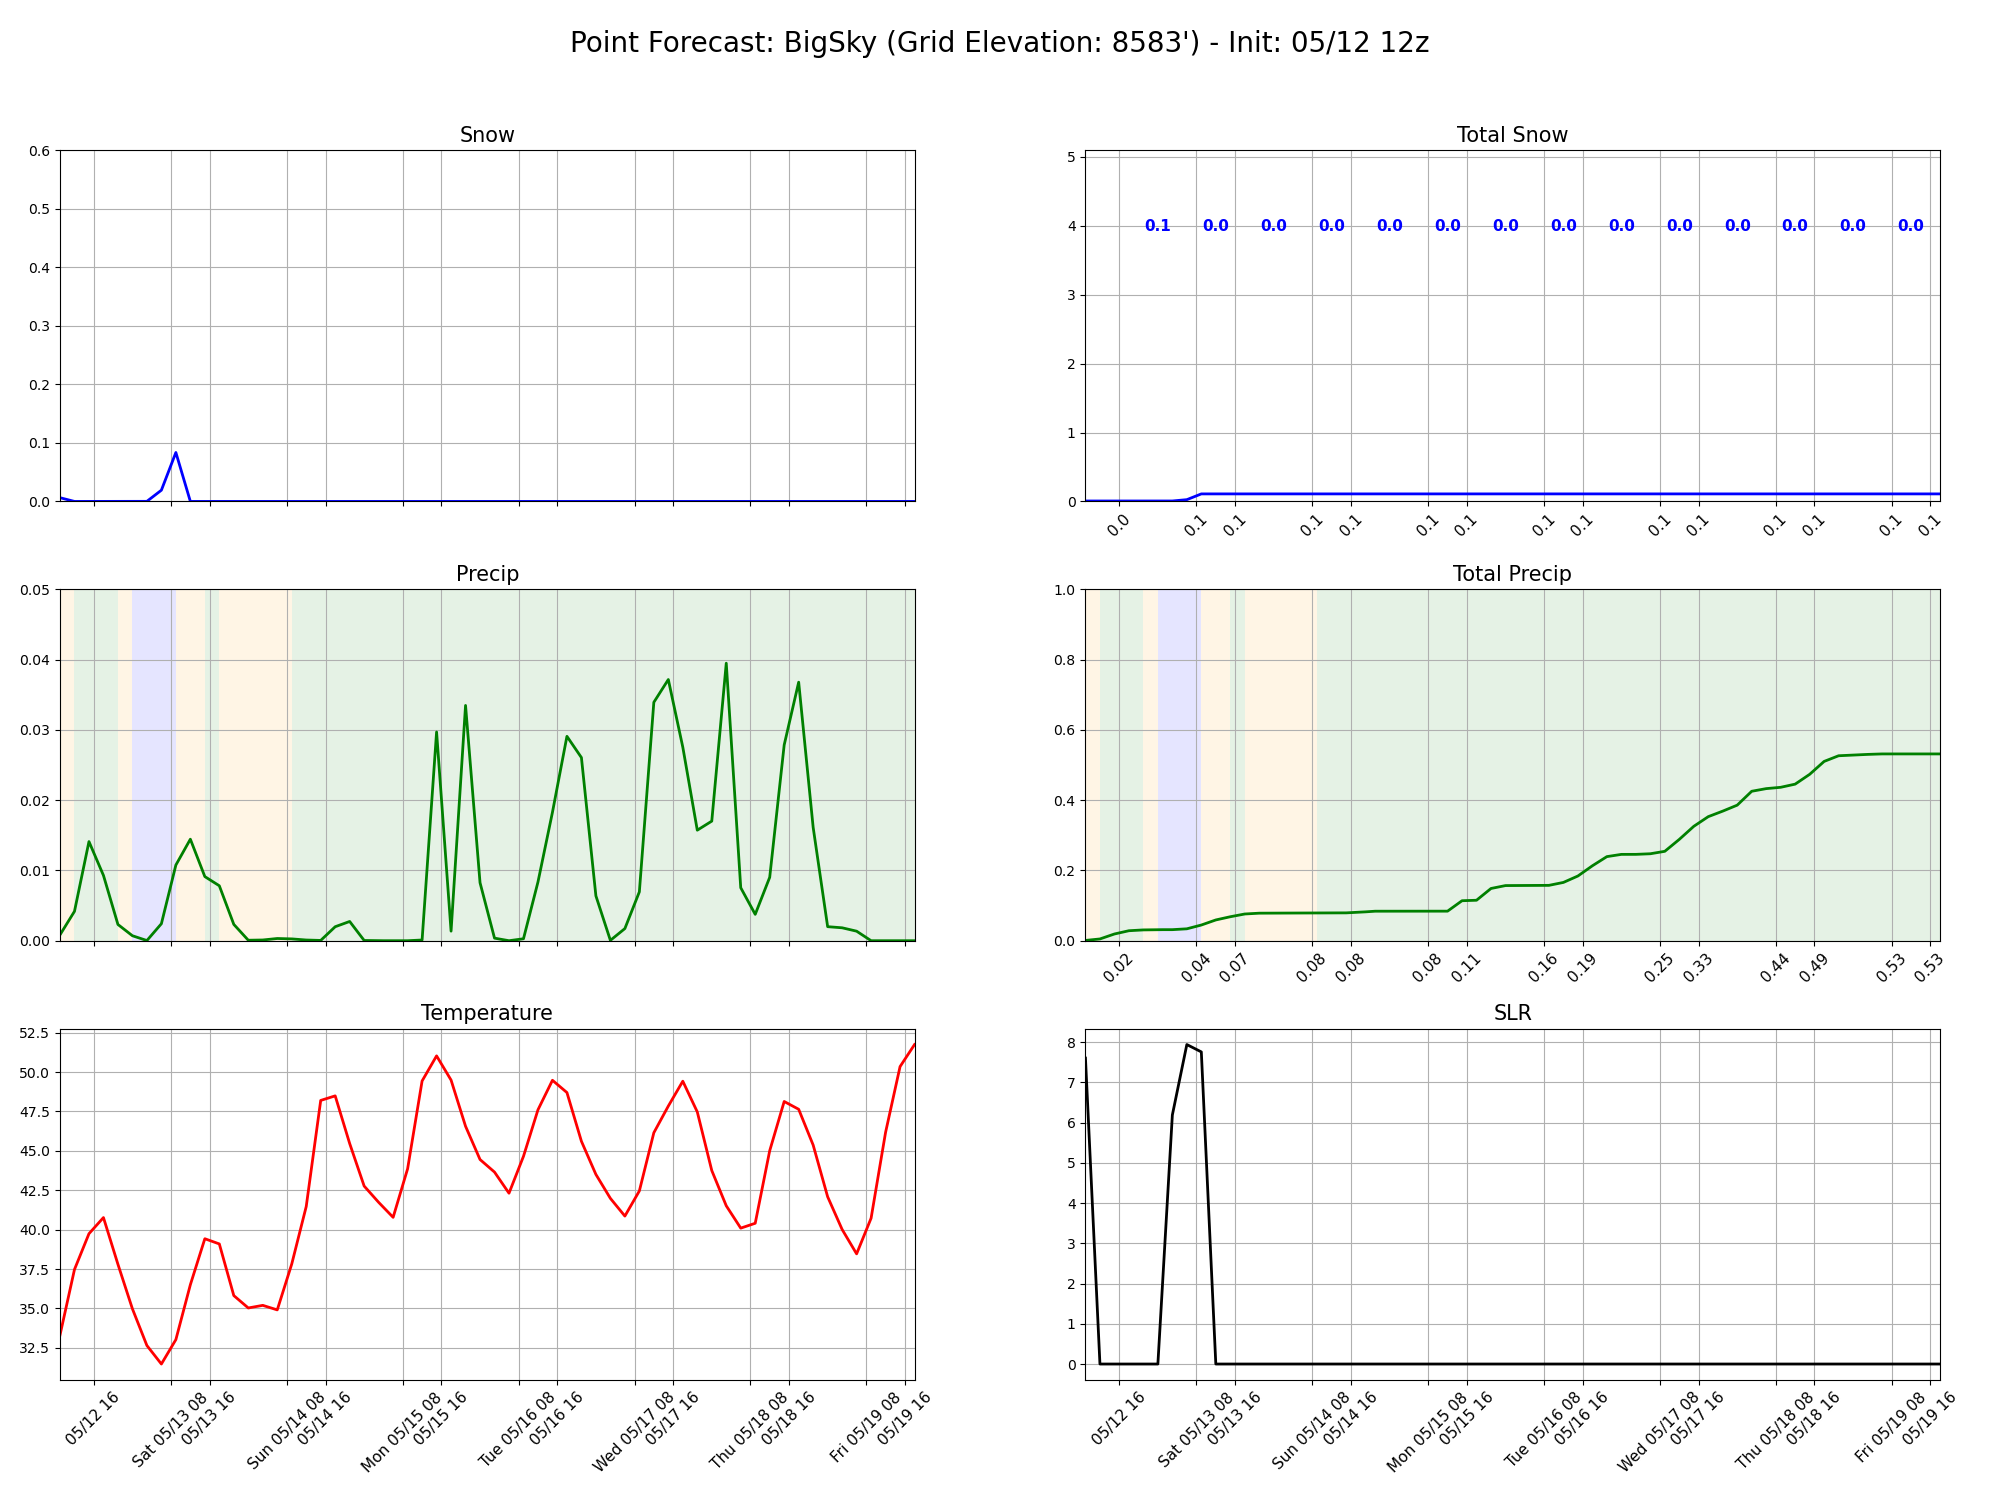 Point Forecast: BigSky (Grid Elevation: 8583') - Init: 05/12 12z
Snow
0.6
0.5
0.4
0.3
0.2
0.1
0.0
Total Snow
5
4
3
2
1
0
0.1 0.0 0.0 0.0 0.0 0.0 0.0 0.0 0.0 0.0 0.0 0.0 0.0 0.0
0.0 0.1 0.1 0.1 0.1 0.1 0.1 0.1 0.1 0.1 0.1 0.1 0.1 0.1 0.1
Precip
0.05
0.04
0.03
0.02
0.01
0.00
Total Precip
1.0
0.8
0.6
0.4
0.2
0.0
0.02 0.04 0.07 0.08 0.08 0.08 0.11 0.16 0.19 0.25 0.33 0.44 0.49 0.53 0.53
Temperature
52.5
50.0
47.5
45.0
42.5
40.0
37.5
35.0
32.5
05/12 16
Sat 05/13 08
05/13 16
Sun 05/14 08
05/14 16
Mon 05/15 08
05/15 16
Tue 05/16 08
05/16 16
Wed 05/17 08
05/17 16
Thu 05/18 08
05/18 16
Fri 05/19 08
05/19 16
SLR
8
7
6
5
4
3
2
1
0
05/12 16
Sat 05/13 08
05/13 16
Sun 05/14 08
05/14 16
Mon 05/15 08
05/15 16
Tue 05/16 08
05/16 16
Wed 05/17 08
05/17 16
Thu 05/18 08
05/18 16
Fri 05/19 08
05/19 16